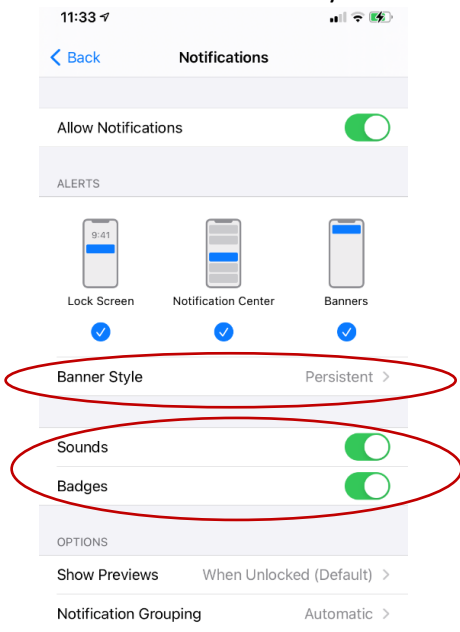 11:33
Back Notifications
Allow Notifications
ALERTS
9:41
Lock Screen Notification Center Banners
Banner Style Persistent
Sounds
Badges
OPTIONS
Show Previews When Unlocked (Default)
Notification Grouping Automatic